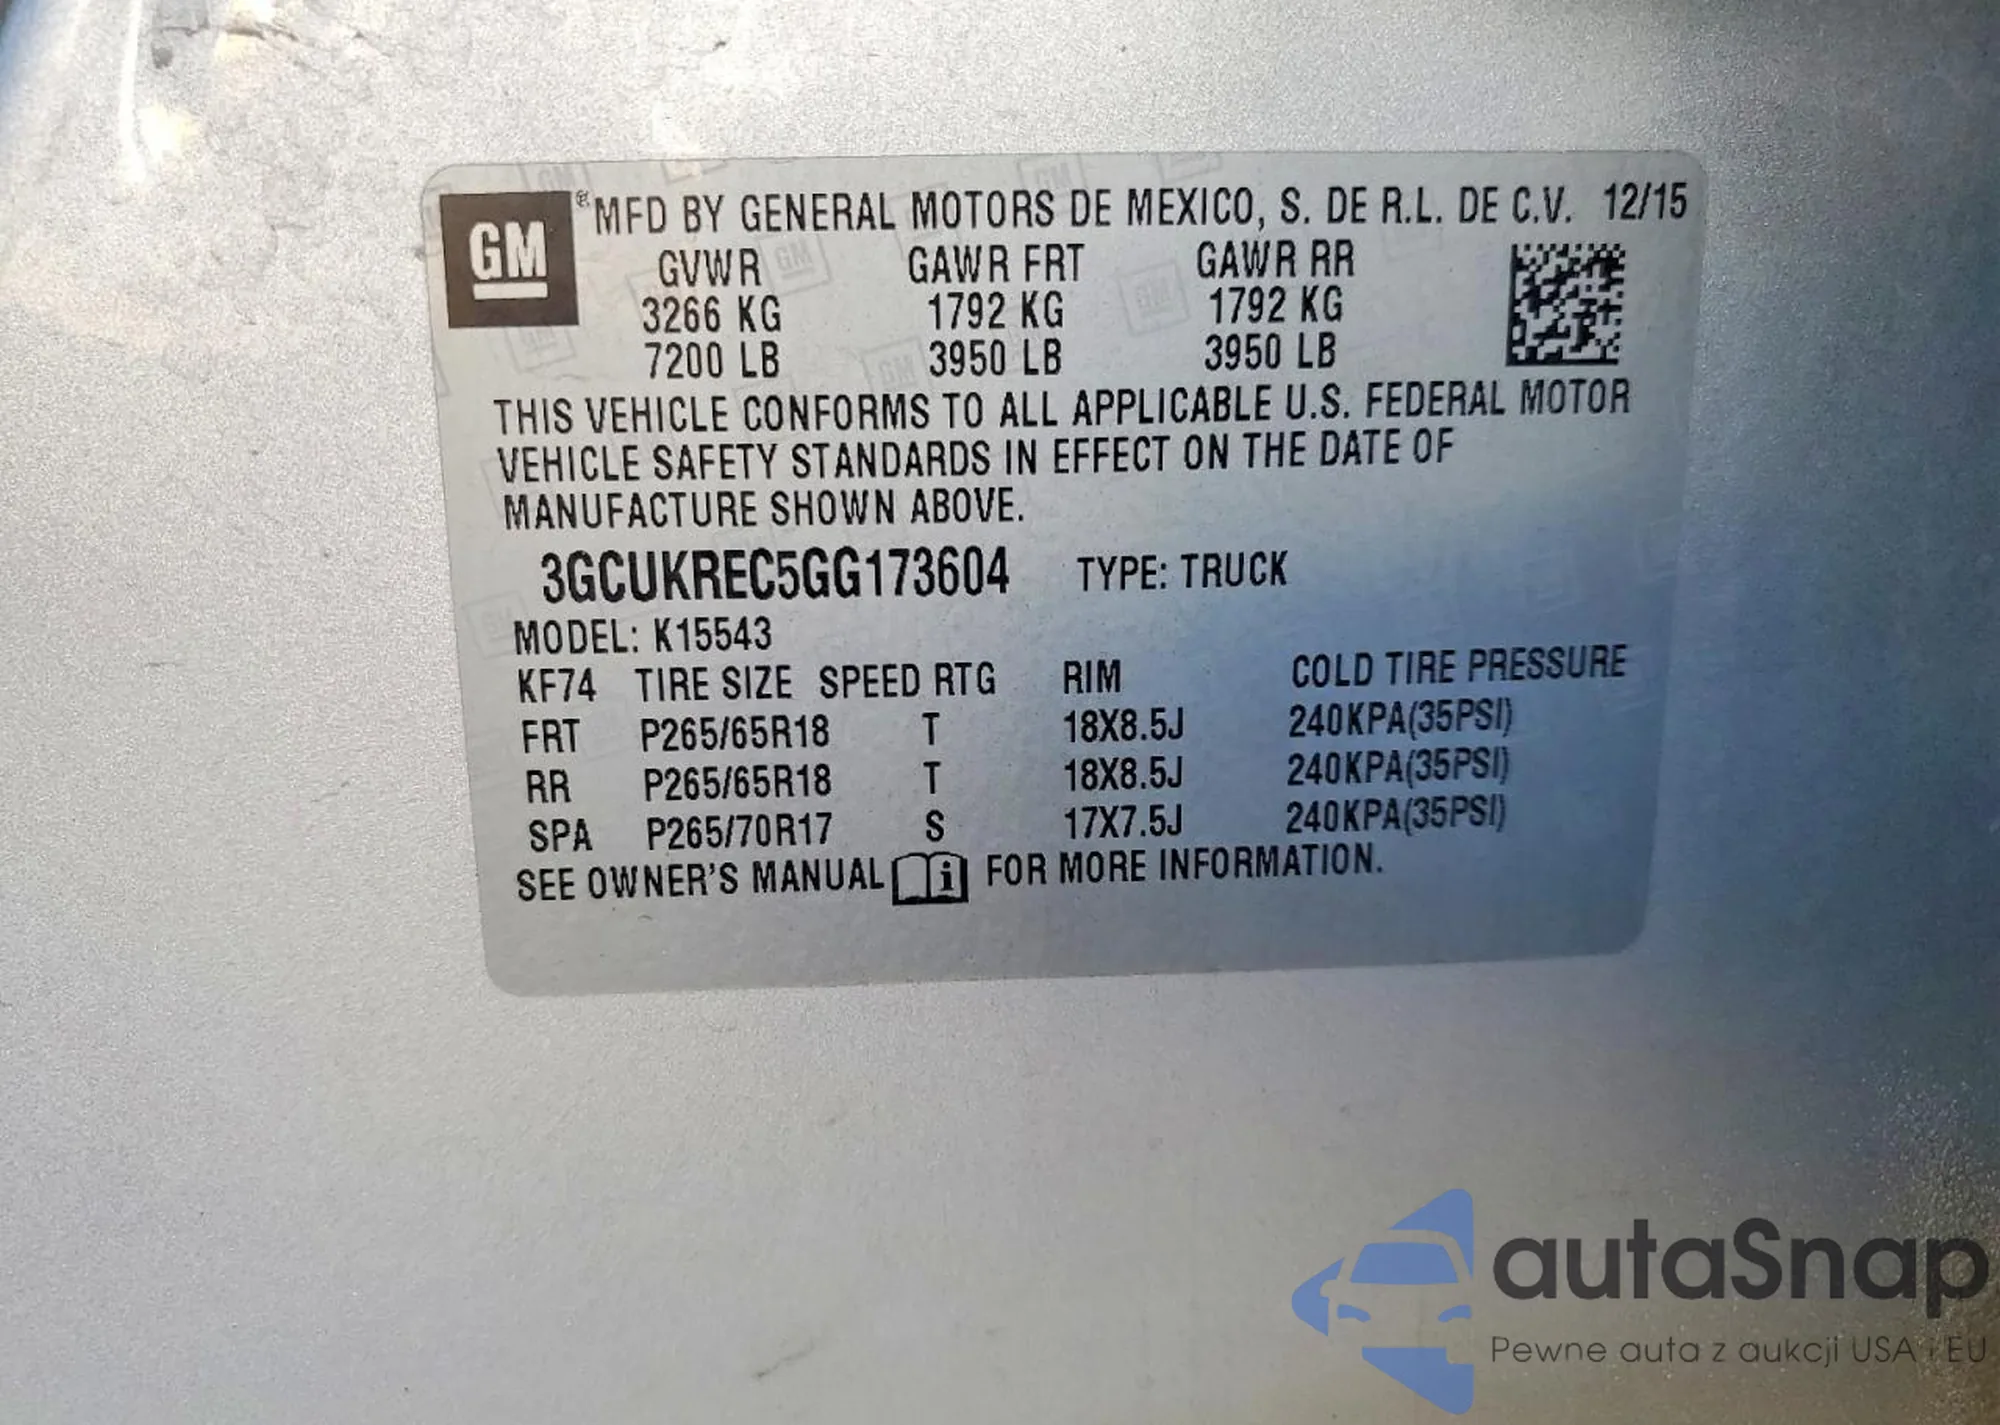 GM
® MFD BY GENERAL MOTORS DE MEXICO, S. DE R.L. DE C.V. 12/15
GVWR GAWR FRT GAWR RR
3266 KG 1792 KG 1792 KG
7200 LB 3950 LB 3950 LB
THIS VEHICLE CONFORMS TO ALL APPLICABLE U.S. FEDERAL MOTOR
VEHICLE SAFETY STANDARDS IN EFFECT ON THE DATE OF
MANUFACTURE SHOWN ABOVE.
3GCUKREC5GG173604 TYPE: TRUCK
MODEL: K15543
KF74 TIRE SIZE SPEED RTG RIM COLD TIRE PRESSURE
FRT P265/65R18 T 18X8.5J 240KPA(35PSI)
RR P265/65R18 T 18X8.5J 240KPA(35PSI)
SPA P265/70R17 S 17X7.5J 240KPA(35PSI)
SEE OWNER'S MANUAL i FOR MORE INFORMATION.
autaSnap
Pewne auta z aukcji USA i EU